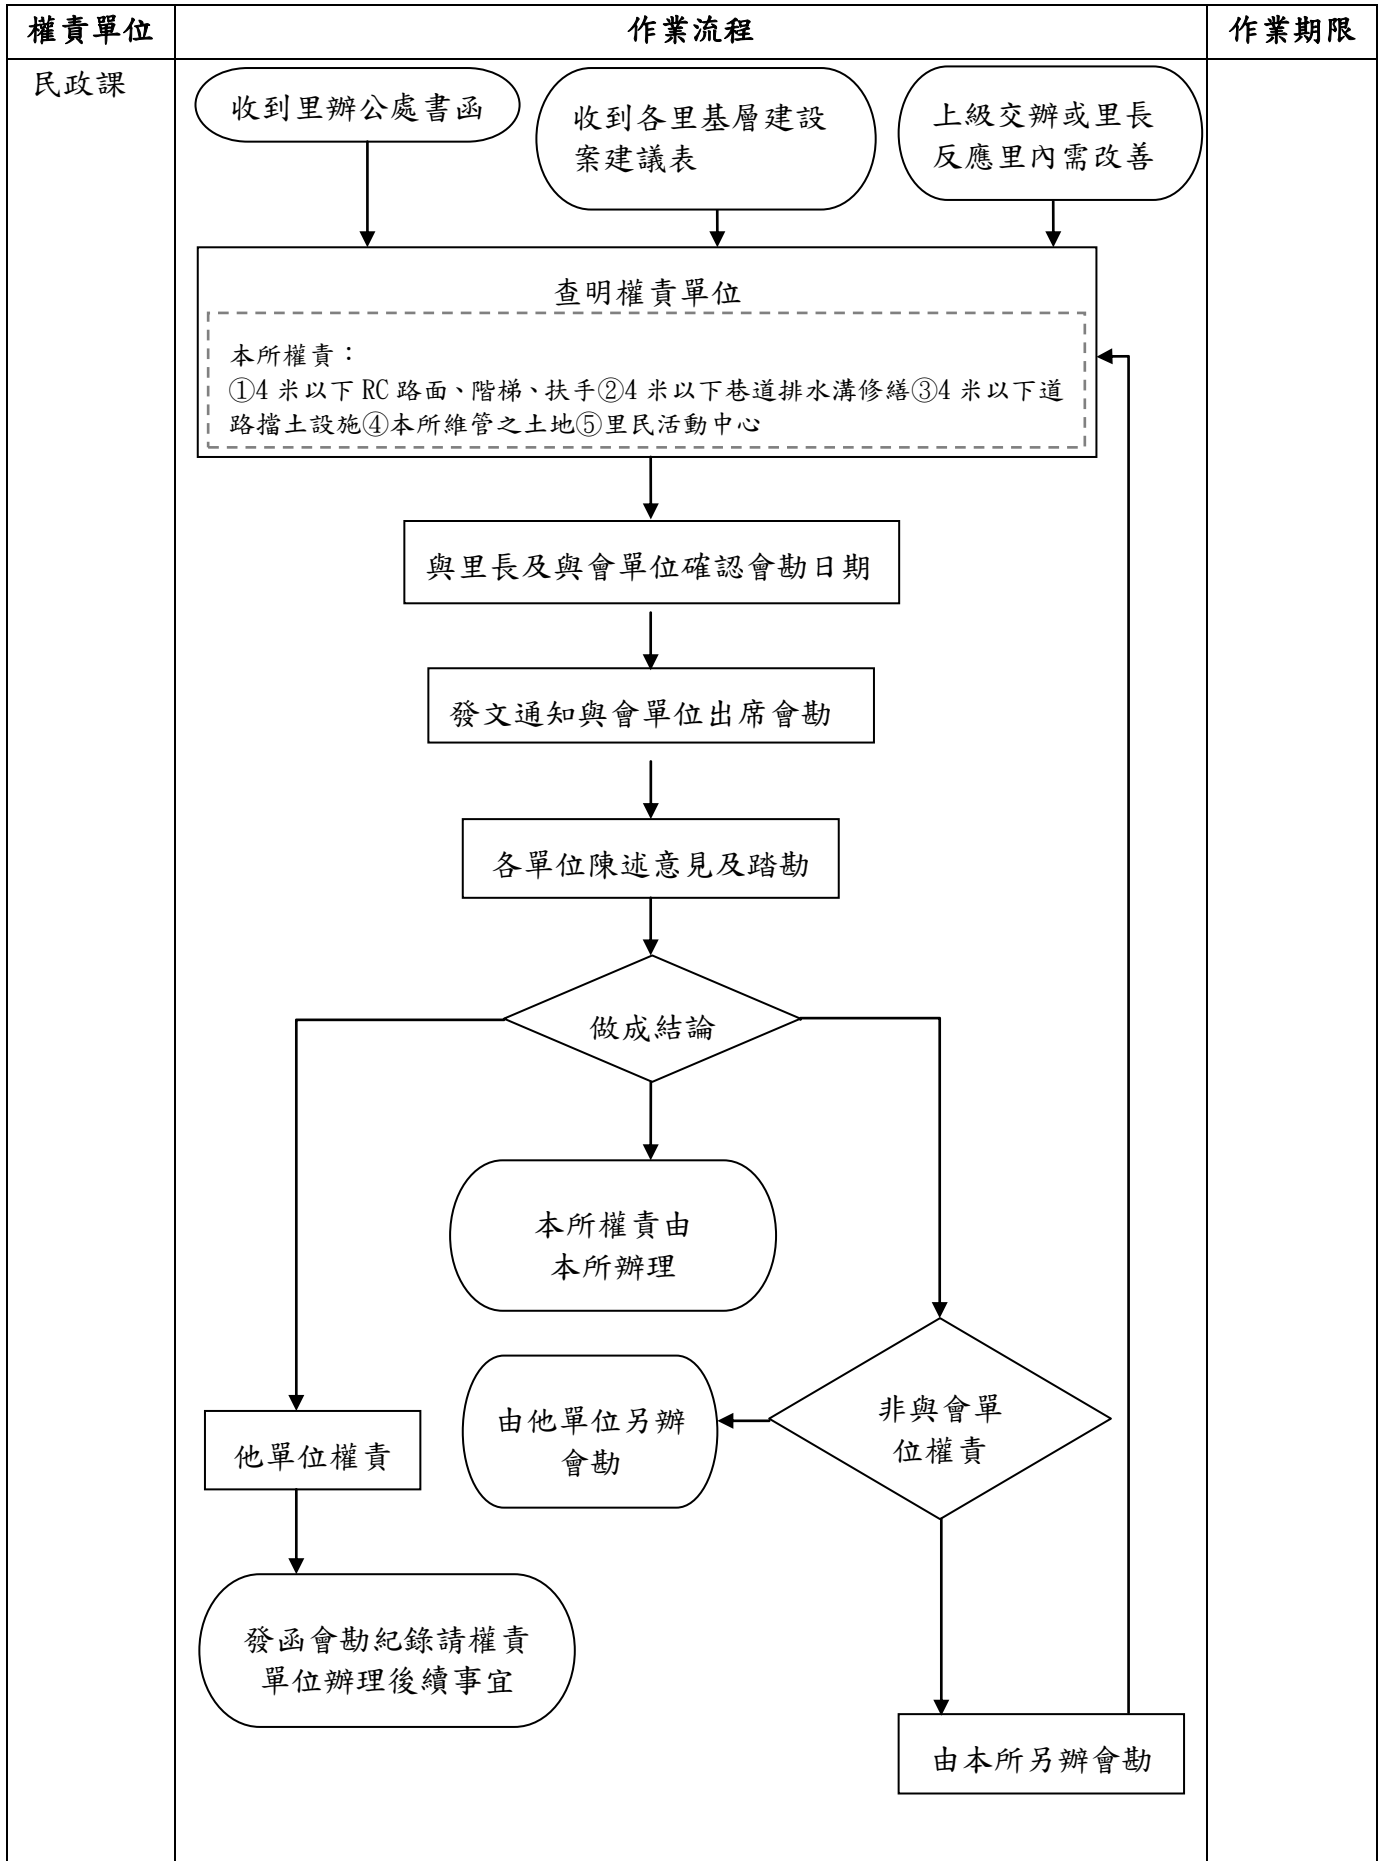 權責單位
作業流程
作業期限
民政課
收到里辦公處書函
收到各里基層建設
案建議表
上級交辦或里長
反應里內需改善
查明權責單位
本所權責：
①4 米以下 RC 路面、階梯、扶手②4 米以下巷道排水溝修繕③4 米以下道
路擋土設施④本所維管之土地⑤里民活動中心
與里長及與會單位確認會勘日期
發文通知與會單位出席會勘
各單位陳述意見及踏勘
做成結論
本所權責由
本所辦理
非與會單
位權責
由他單位另辦
會勘
他單位權責
發函會勘紀錄請權責
單位辦理後續事宜
由本所另辦會勘